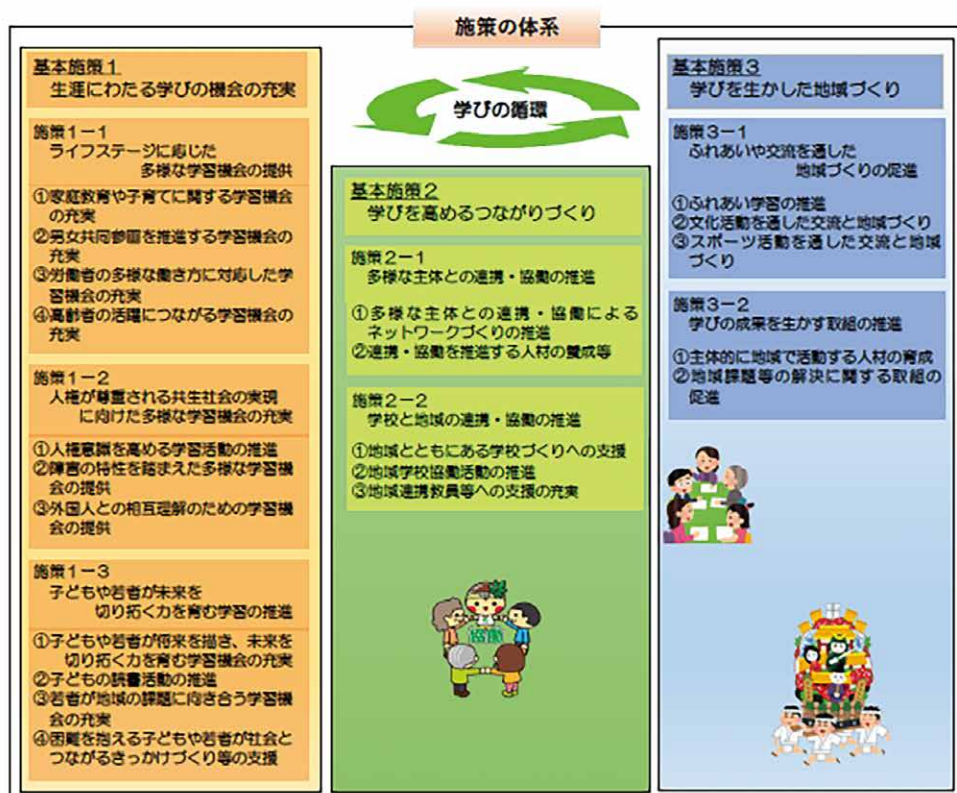 施策の体系
基本施策1
生涯にわたる学びの機会の充実
施策1-1
ライフステージに応じた
多様な学習機会の提供
①家庭教育や子育てに関する学習機会
の充実
②男女共同参画を推進する学習機会の
充実
③労働者の多様な働き方に対応した学
習機会の充実
④高齢者の活躍につながる学習機会の
充実
施策1-2
人権が尊重される共生社会の実現
に向けた多様な学習機会の充実
①人権意識を高める学習活動の推進
②障害の特性を踏まえた多様な学習機
会の提供
③外国人との相互理解のための学習機
会の提供
施策1-3
子どもや若者が未来を
切り拓く力を育む学習の推進
①子どもや若者が将来を描き、未来を
切り拓く力を育む学習機会の充実
②子どもの読書活動の推進
③若者が地域の課題に向き合う学習機
会の充実
④困難を抱える子どもや若者が社会と
つながるきっかけづくり等の支援
学びの循環
基本施策2
学びを高めるつながりづくり
施策2-1
多様な主体との連携・協働の推進
①多様な主体との連携・協働による
ネットワークづくりの推進
②連携・協働を推進する人材の養成等
施策2-2
学校と地域の連携・協働の推進
①地域とともにある学校づくりへの支援
②地域学校協働活動の推進
③地域連携教員等への支援の充実
協働
基本施策3
学びを生かした地域づくり
施策3-1
ふれあいや交流を通した
地域づくりの促進
①ふれあい学習の推進
②文化活動を通した交流と地域づくり
③スポーツ活動を通した交流と地域
づくり
施策3-2
学びの成果を生かす取組の推進
①主体的に地域で活動する人材の育成
②地域課題等の解決に関する取組の
促進